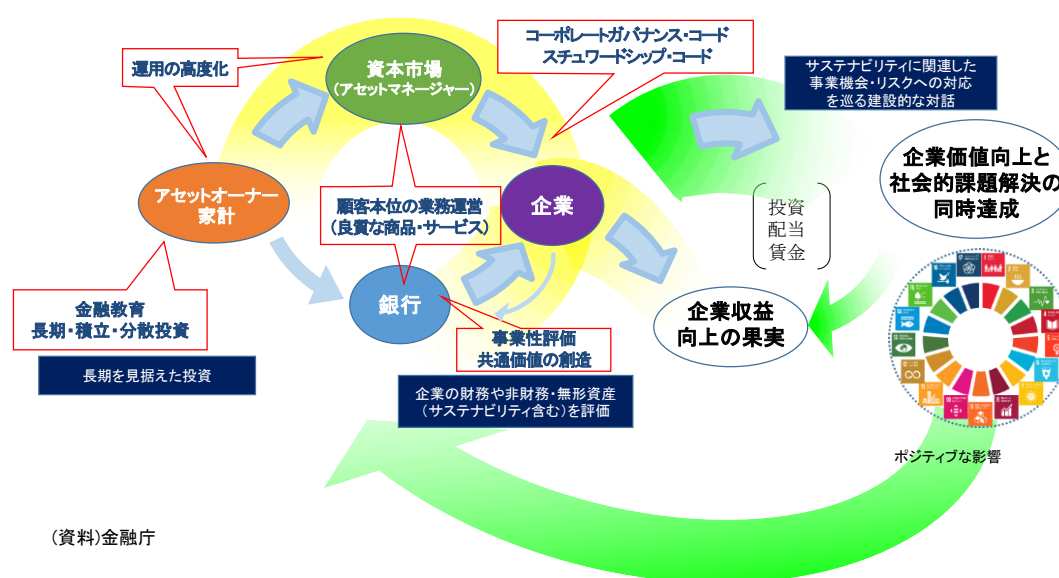 コーポレートガバナンス・コード
スチュワードシップ・コード
運用の高度化
資本市場
(アセットマネージャー)
サステナビリティに関連した
事業機会・リスクへの対応
を巡る建設的な対話
アセットオーナー
家計
顧客本位の業務運営
(良質な商品・サービス)
企業
企業価値向上と
社会的課題解決の
同時達成
投資
配当
賃金
金融教育
長期・積立・分散投資
銀行
企業収益
向上の果実
事業性評価
共通価値の創造
長期を見据えた投資
企業の財務や非財務・無形資産
(サステナビリティ含む)を評価
ポジティブな影響
(資料)金融庁